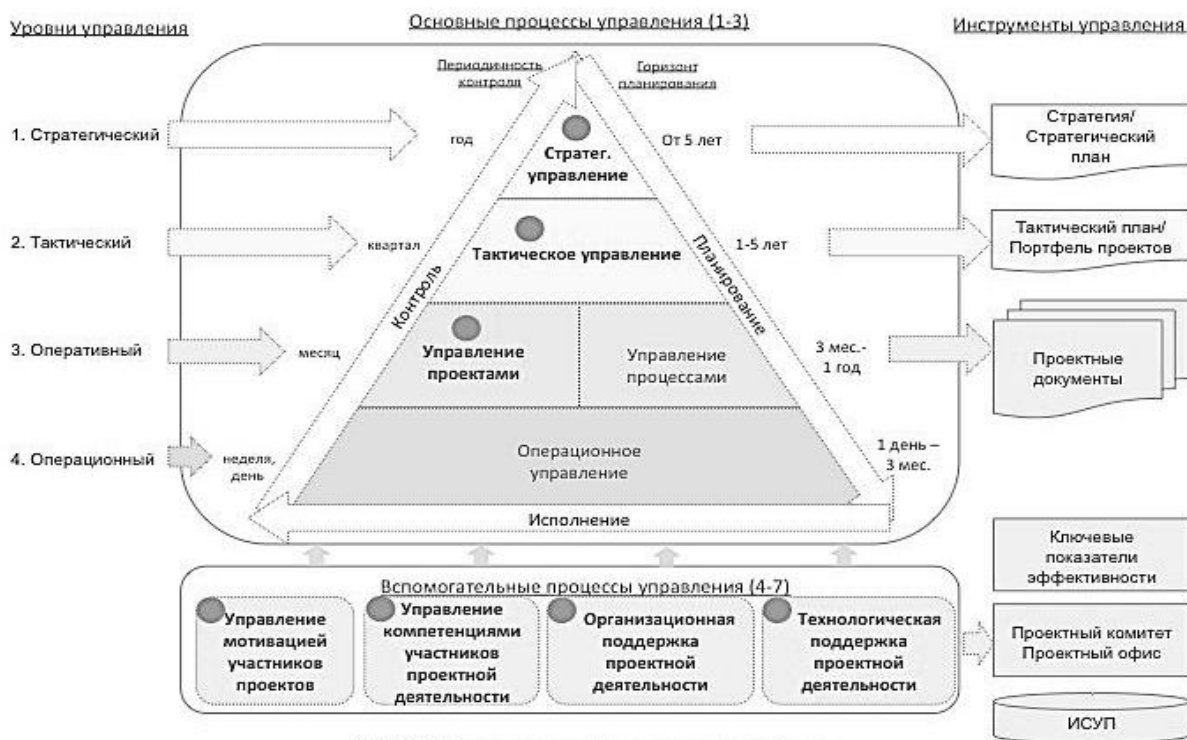 Уровни управления
Основные процессы управления (1-3)
Инструменты управления
Периодичность
контроля
Горизонт
планирования
1. Стратегический
год
Стратег.
управление
От 5 лет
Стратегия/
Стратегический
план
2. Тактический
квартал
Тактическое управление
1-5 лет
Тактический план/
Портфель проектов
Контроль
Планирование
3. Оперативный
месяц
Управление
проектами
Управление
процессами
3 мес.-
1 год
Проектные
документы
4. Операционный
неделя,
день
Операционное
управление
1 день –
3 мес.
Исполнение
Ключевые
показатели
эффективности
Вспомогательные процессы управления (4-7)
Управление
мотивацией
участников
проектов
Управление
компетенциями
участников
проектной
деятельности
Организационная
поддержка
проектной
деятельности
Технологическая
поддержка
проектной
деятельности
Проектный комитет
Проектный офис
ИСУП